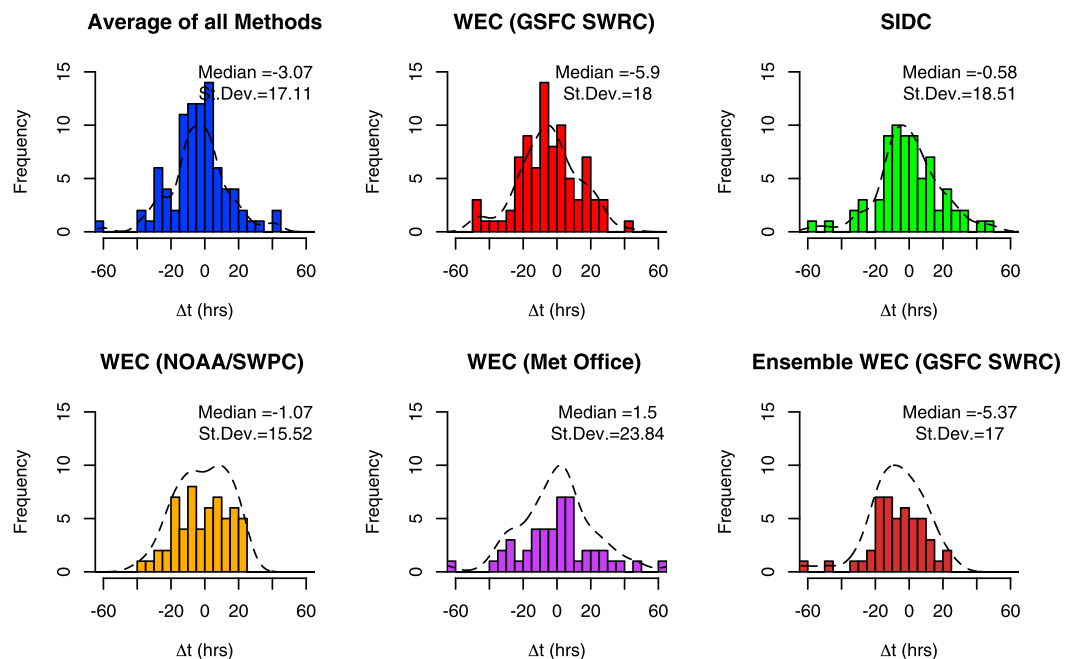 Average of all Methods
Median =-3.07
St.Dev.=17.11
Frequency
15
10
5
0
-60 -20 0 20 60
Δt (hrs)
WEC (GSFC SWRC)
Median =-5.9
St.Dev.=18
Frequency
15
10
5
0
-60 -20 0 20 60
Δt (hrs)
SIDC
Median =-0.58
St.Dev.=18.51
Frequency
15
10
5
0
-60 -20 0 20 60
Δt (hrs)
WEC (NOAA/SWPC)
Median =-1.07
St.Dev.=15.52
Frequency
15
10
5
0
-60 -20 0 20 60
Δt (hrs)
WEC (Met Office)
Median =1.5
St.Dev.=23.84
Frequency
15
10
5
0
-60 -20 0 20 60
Δt (hrs)
Ensemble WEC (GSFC SWRC)
Median =-5.37
St.Dev.=17
Frequency
15
10
5
0
-60 -20 0 20 60
Δt (hrs)